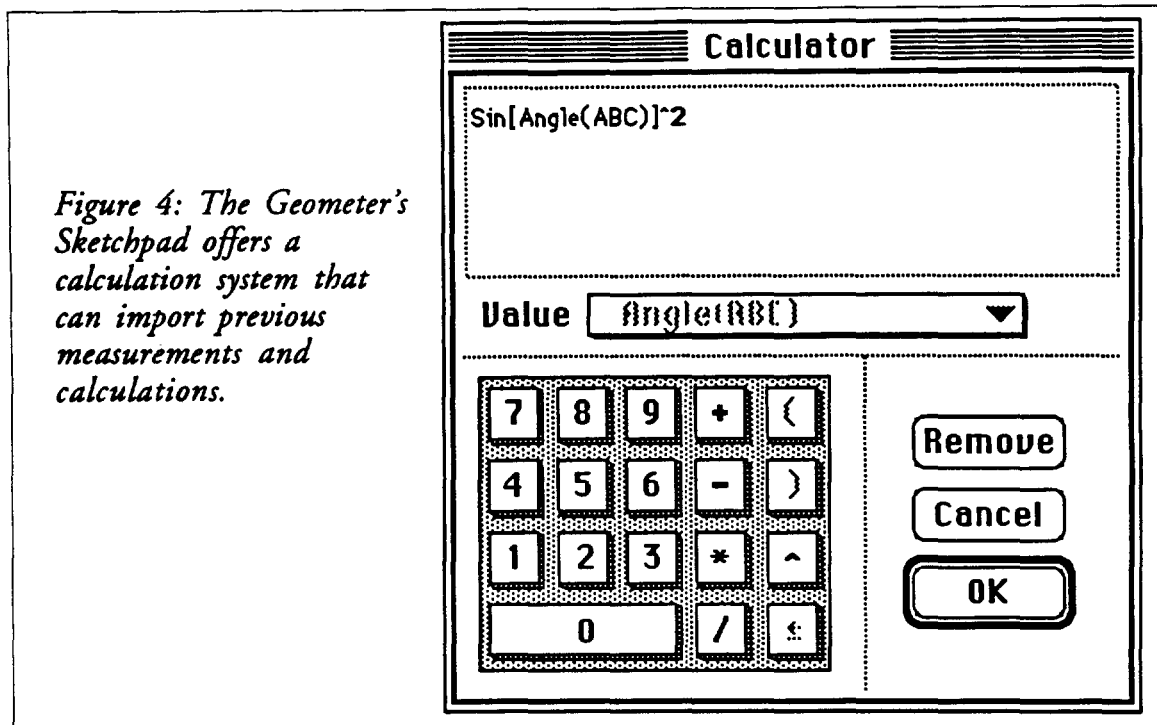 Calculator
Sin[Angle(ABC)]^2
Figure 4: The Geometer's
Sketchpad offers a
calculation system that
can import previous
measurements and
calculations.
Value Angle(ABC)
7 8 9 + (
4 5 6 - )
1 2 3 * ^
0 /
Remove
Cancel
OK